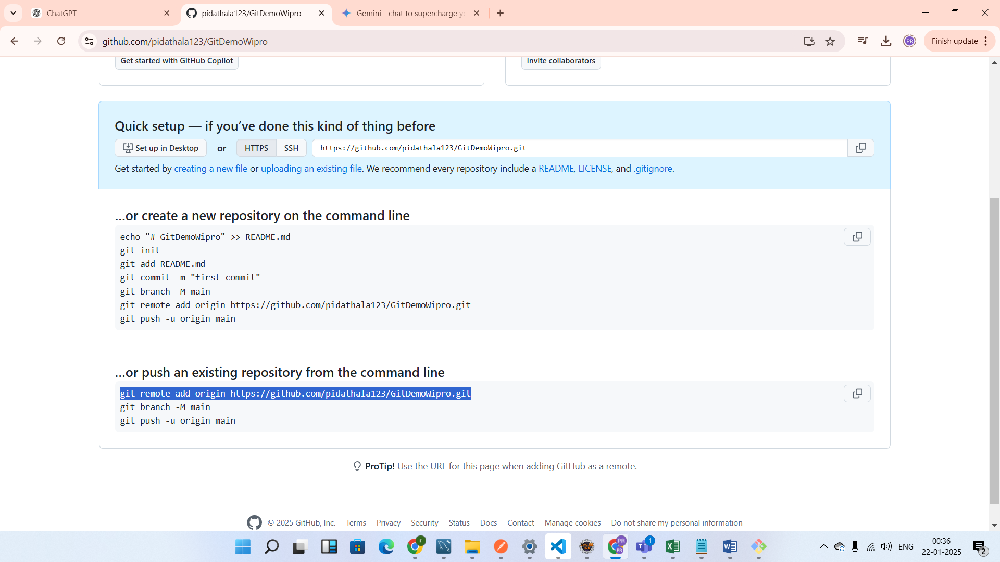 ChatGPT
pidathala123/GitDemoWipro
Gemini - chat to supercharge yo
github.com/pidathala123/GitDemoWipro
PR
Finish update
Get started with GitHub Copilot
Invite collaborators
Quick setup — if you’ve done this kind of thing before
Set up in Desktop
or
HTTPS
SSH
https://github.com/pidathala123/GitDemoWipro.git
Get started by creating a new file or uploading an existing file. We recommend every repository include a README, LICENSE, and .gitignore.
…or create a new repository on the command line
echo "# GitDemoWipro" >> README.md
git init
git add README.md
git commit -m "first commit"
git branch -M main
git remote add origin https://github.com/pidathala123/GitDemoWipro.git
git push -u origin main
…or push an existing repository from the command line
git remote add origin https://github.com/pidathala123/GitDemoWipro.git
git branch -M main
git push -u origin main
ProTip! Use the URL for this page when adding GitHub as a remote.
© 2025 GitHub, Inc.
Terms
Privacy
Security
Status
Docs
Contact
Manage cookies
Do not share my personal information
r
PR
PR
1
ENG
00:36
22-01-2025
2